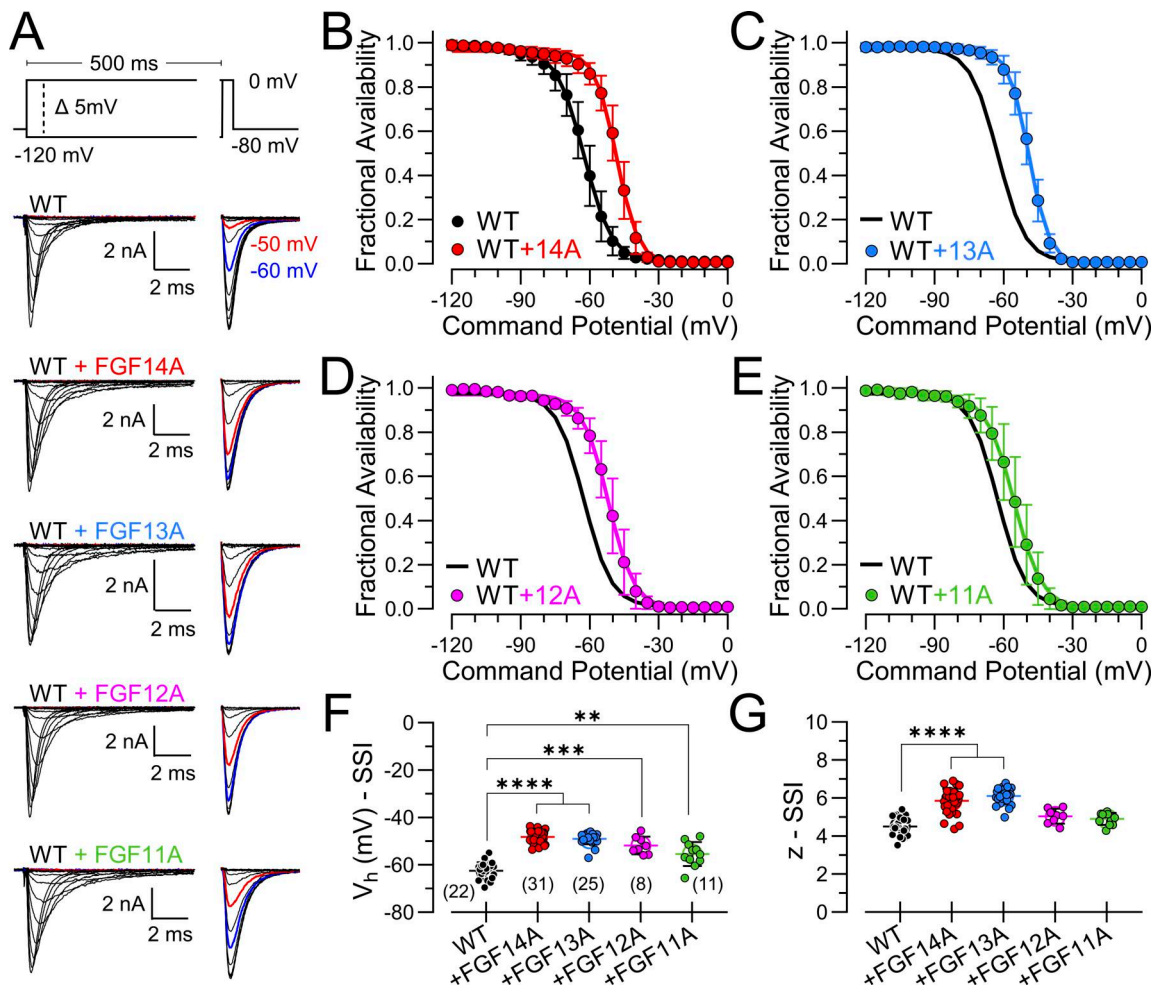 A
500 ms
0 mV
Δ 5mV
-120 mV
-80 mV
WT
2 nA
2 ms
-50 mV
-60 mV
WT + FGF14A
2 nA
2 ms
WT + FGF13A
2 nA
2 ms
WT + FGF12A
2 nA
2 ms
WT + FGF11A
2 nA
2 ms
B
Fractional Availability
1.0
0.8
0.6
0.4
0.2
0.0
WT
WT+14A
-120 -90 -60 -30 0
Command Potential (mV)
C
Fractional Availability
1.0
0.8
0.6
0.4
0.2
0.0
WT
WT+13A
-120 -90 -60 -30 0
Command Potential (mV)
D
Fractional Availability
1.0
0.8
0.6
0.4
0.2
0.0
WT
WT+12A
-120 -90 -60 -30 0
Command Potential (mV)
E
Fractional Availability
1.0
0.8
0.6
0.4
0.2
0.0
WT
WT+11A
-120 -90 -60 -30 0
Command Potential (mV)
F
Vh (mV) - SSI
0
-20
-40
-60
-80
**
***
****
(22) (31) (25) (8) (11)
WT
+FGF14A
+FGF13A
+FGF12A
+FGF11A
G
z - SSI
10
8
6
4
2
0
****
WT
+FGF14A
+FGF13A
+FGF12A
+FGF11A